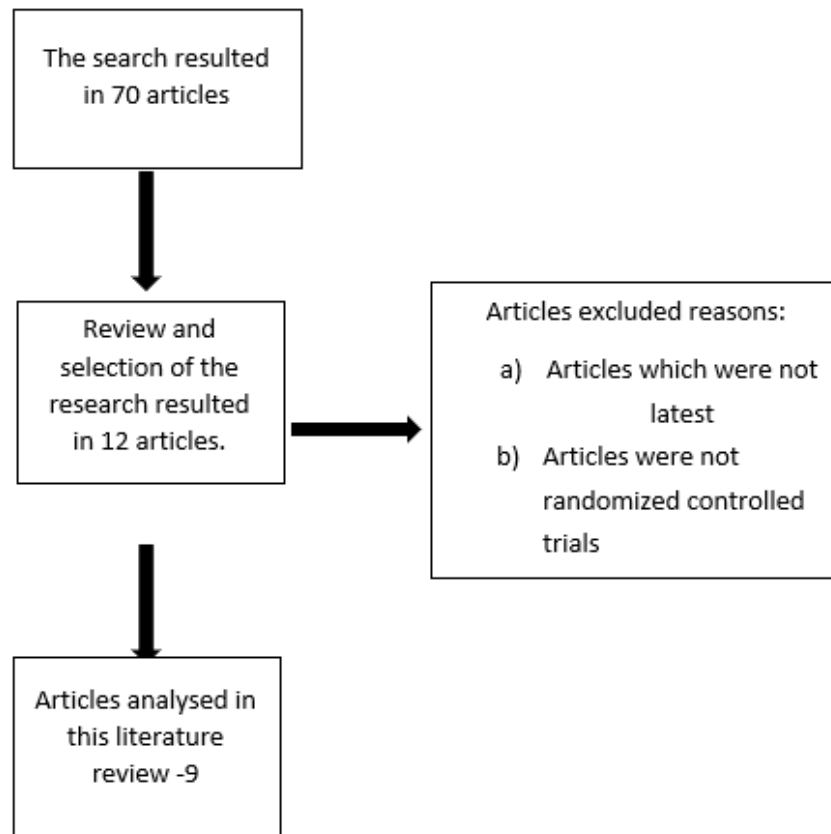 The search resulted
in 70 articles
Review and
selection of the
research resulted
in 12 articles.
Articles excluded reasons:
a) Articles which were not
latest
b) Articles were not
randomized controlled
trials
Articles analysed in
this literature
review -9